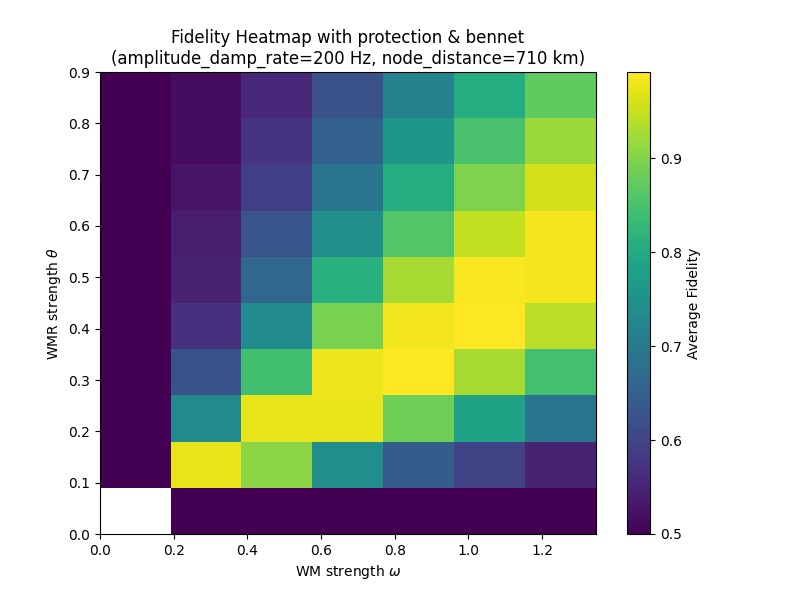 Fidelity Heatmap with protection & bennet
(amplitude_damp_rate=200 Hz, node_distance=710 km)
0.9
0.8
0.7
0.6
0.5
0.4
0.3
0.2
0.1
0.0
WMR strength θ
0.0 0.2 0.4 0.6 0.8 1.0 1.2
WM strength ω
0.9
0.8
0.7
0.6
0.5
Average Fidelity